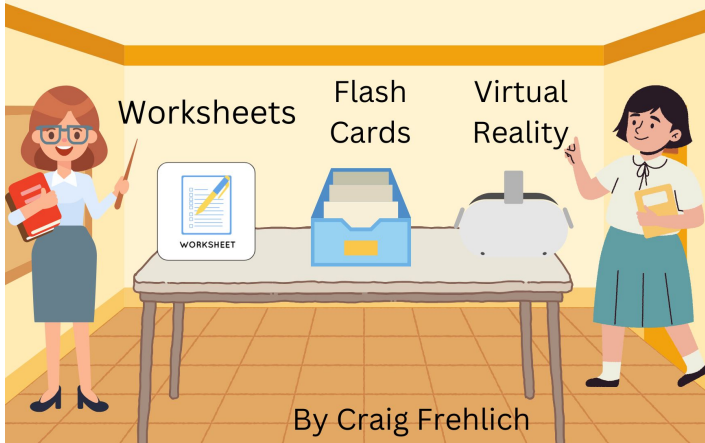 Worksheets
Flash
Cards
Virtual
Reality
WORKSHEET
By Craig Frehlich